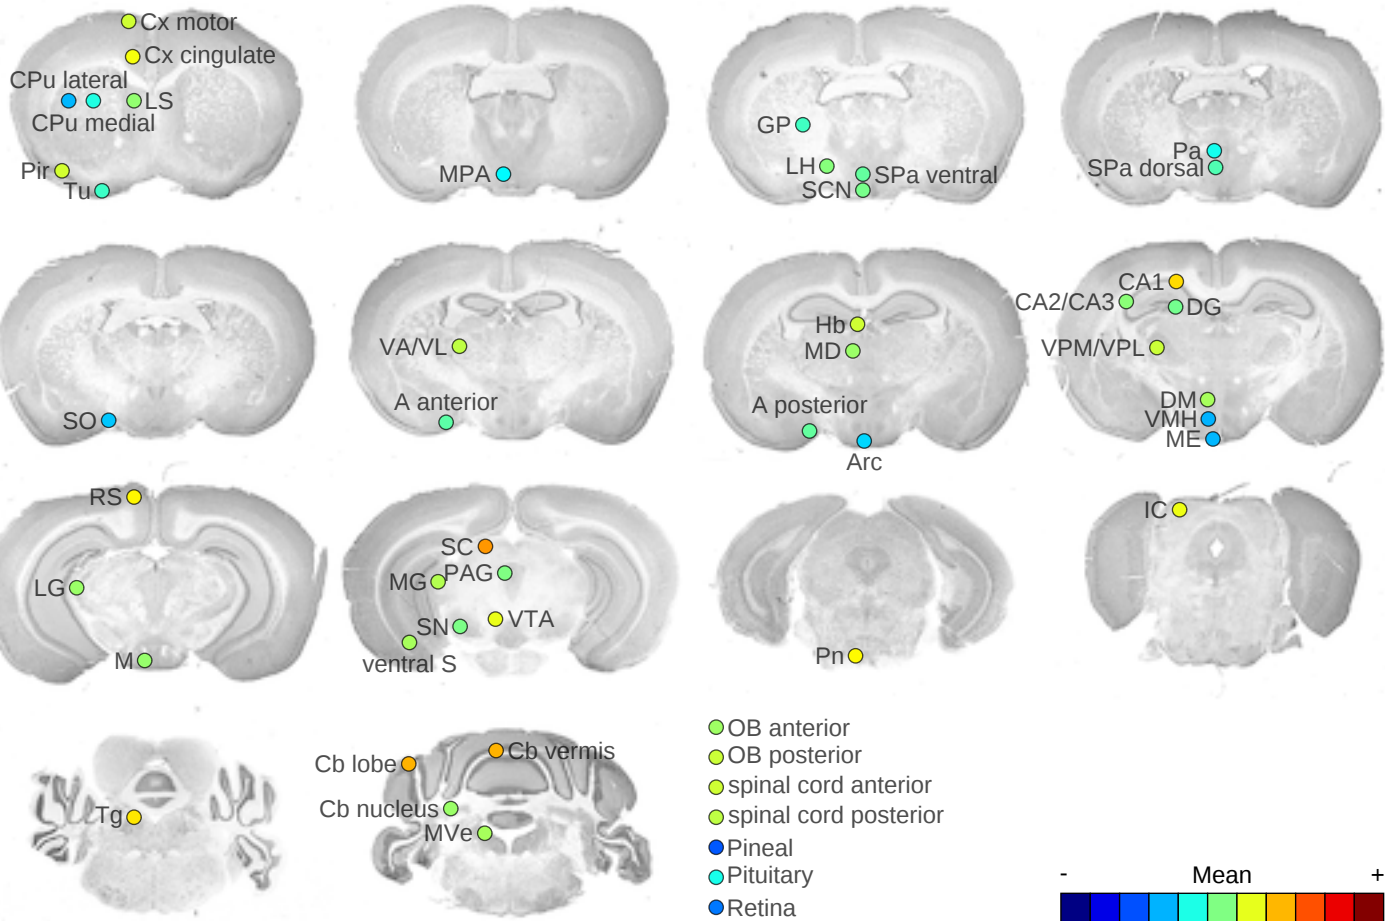 Cx motor
Cx cingulate
CPu lateral
LS
CPu medial
Pir
Tu
MPA
GP
LH
SPa ventral
SCN
Pa
SPa dorsal
SO
VA/VL
A anterior
Hb
MD
A posterior
Arc
CA1
CA2/CA3
DG
VPM/VPL
DM
VMH
ME
RS
LG
M
SC
MG
PAG
SN
VTA
ventral S
Pn
IC
Tg
Cb lobe
Cb vermis
Cb nucleus
MVe
OB anterior
OB posterior
spinal cord anterior
spinal cord posterior
Pineal
Pituitary
Retina
- Mean +